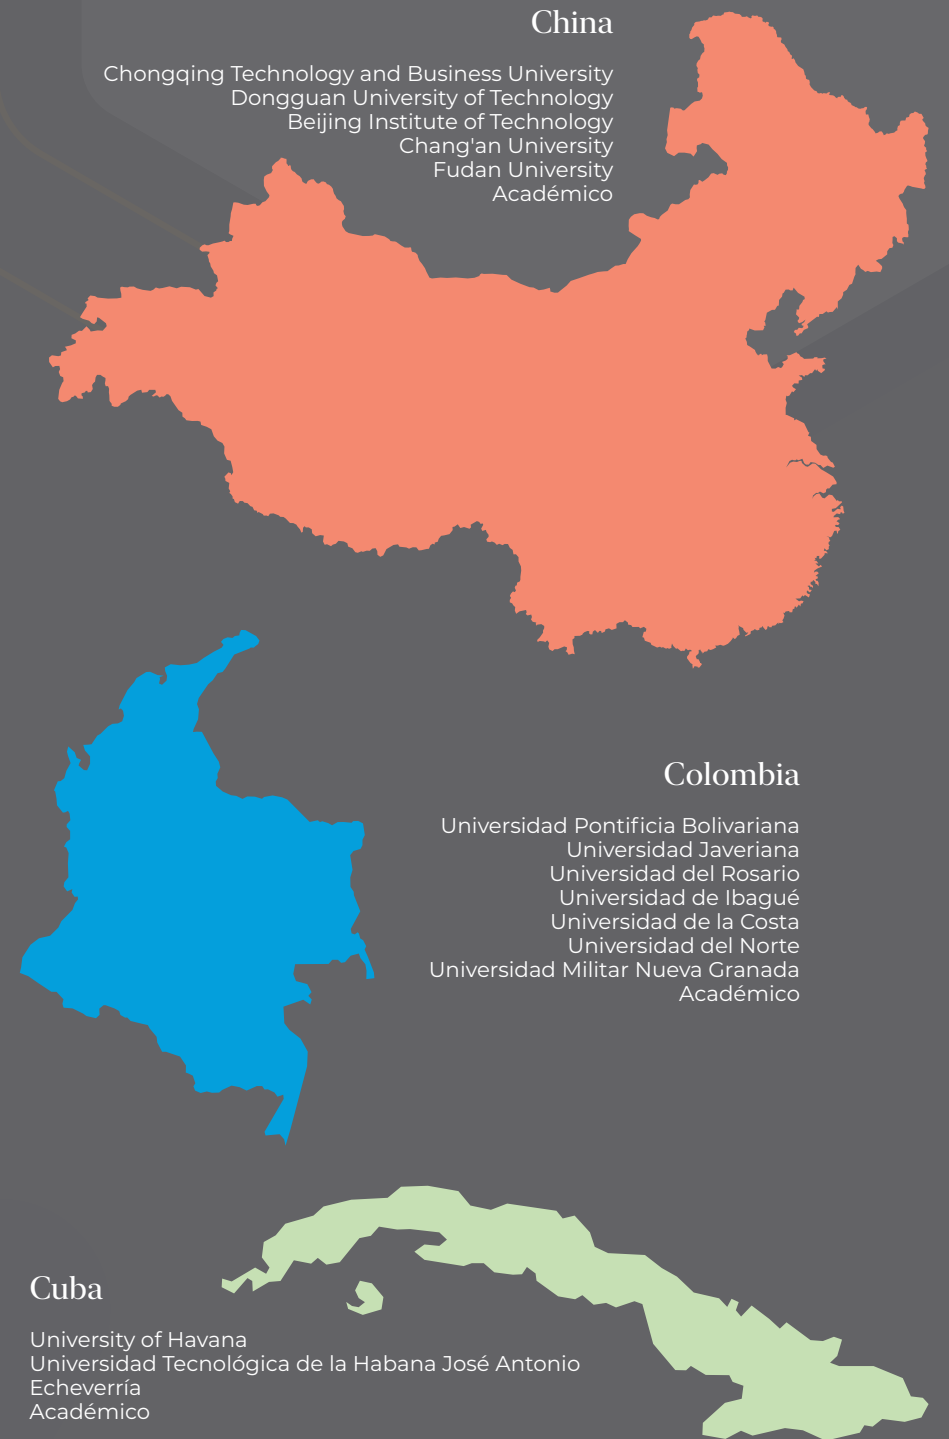 China
Chongqing Technology and Business University
Dongguan University of Technology
Beijing Institute of Technology
Chang'an University
Fudan University
Académico
Colombia
Universidad Pontificia Bolivariana
Universidad Javeriana
Universidad del Rosario
Universidad de Ibagué
Universidad de la Costa
Universidad del Norte
Universidad Militar Nueva Granada
Académico
Cuba
University of Havana
Universidad Tecnológica de la Habana José Antonio
Echeverría
Académico